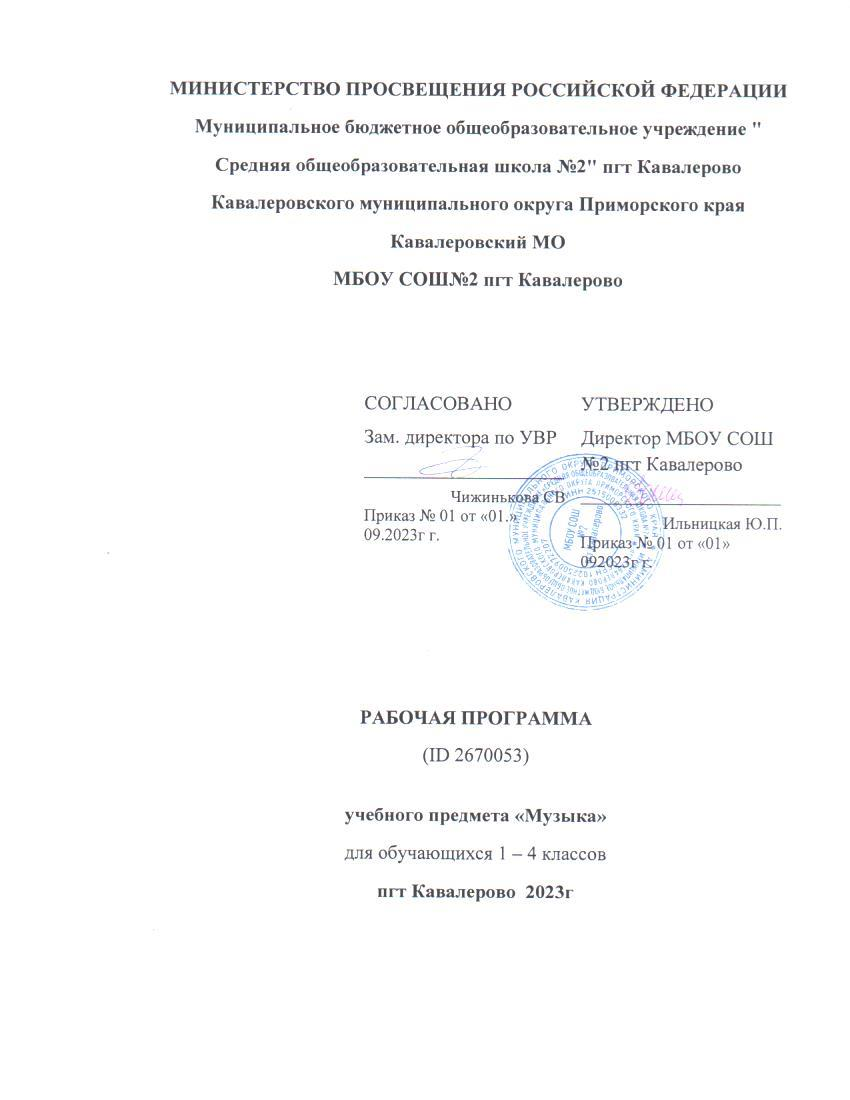 МИНИСТЕРСТВО ПРОСВЕЩЕНИЯ РОССИЙСКОЙ ФЕДЕРАЦИИ
Муниципальное бюджетное общеобразовательное учреждение "
Средняя общеобразовательная школа №2" пгт Кавалерово
Кавалеровского муниципального округа Приморского края
Кавалеровский МО
МБОУ СОШ№2 пгт Кавалерово
СОГЛАСОВАНО
Зам. директора по УВР
Чижинькова СВ
Приказ № 01 от «01.»
09.2023г г.
УТВЕРЖДЕНО
Директор МБОУ СОШ
№2 пгт Кавалерово
Ильницкая Ю.П.
Приказ № 01 от «01»
092023г г.
МБОУ СОШ
№2
РАБОЧАЯ ПРОГРАММА
(ID 2670053)
учебного предмета «Музыка»
для обучающихся 1 – 4 классов
пгт Кавалерово 2023г